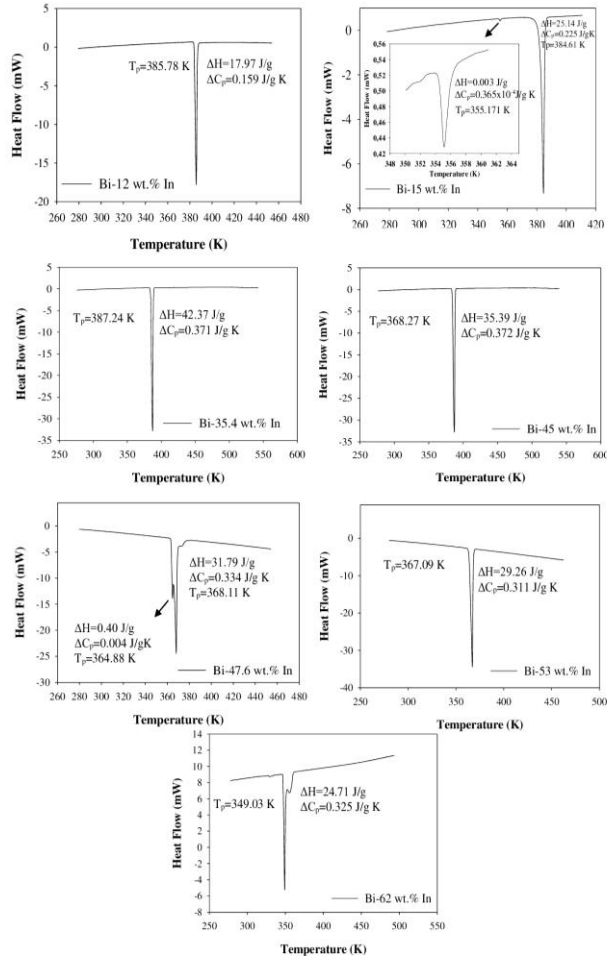 Heat Flow (mW)
5
0
-5
-10
-15
-20
Tp=385.78 K
ΔH=17.97 J/g
ΔCp=0.159 J/g K
Bi-12 wt.% In
240 280 320 360 400 440 480
Temperature (K)
Heat Flow (mW)
0
-2
-4
-6
-8
ΔH=25.14 J/g
ΔCp=0.225 J/gK
Tp=384.61 K
Heat Flow (mW)
0,56
0,54
0,52
0,50
0,48
0,46
0,44
0,42
ΔH=0.003 J/g
Tp=355.171 K
348 350 352 354 356 358 360 362 364
Temperature (K)
Bi-15 wt.% In
280 300 320 340 360 380 400 420
Temperature (K)
Heat Flow (mW)
5
0
-5
-10
-15
-20
-25
-30
-35
Tp=387.24 K
ΔH=42.37 J/g
ΔCp=0.371 J/g K
Bi-35.4 wt.% In
250 300 350 400 450 500 550 600
Temperature (K)
Heat Flow (mW)
5
0
-5
-10
-15
-20
-25
-30
-35
Tp=368.27 K
ΔH=35.39 J/g
ΔCp=0.372 J/g K
Bi-45 wt.% In
250 300 350 400 450 500 550 600
Temperature (K)
Heat Flow (mW)
5
0
-5
-10
-15
-20
-25
-30
ΔH=31.79 J/g
ΔCp=0.334 J/g K
Tp=368.11 K
ΔH=0.40 J/g
ΔCp=0.004 J/gK
Tp=364.88 K
Bi-47.6 wt.% In
240 280 320 360 400 440 480
Temperature (K)
Heat Flow (mW)
10
0
-10
-20
-30
-40
Tp=367.09 K
ΔH=29.26 J/g
ΔCp=0.311 J/g K
Bi-53 wt.% In
250 300 350 400 450 500
Temperature (K)
Heat Flow (mW)
14
12
10
8
6
4
2
0
-2
-4
-6
-8
Tp=349.03 K
ΔH=24.71 J/g
ΔCp=0.325 J/g K
Bi-62 wt.% In
200 250 300 350 400 450 500 550
Temperature (K)